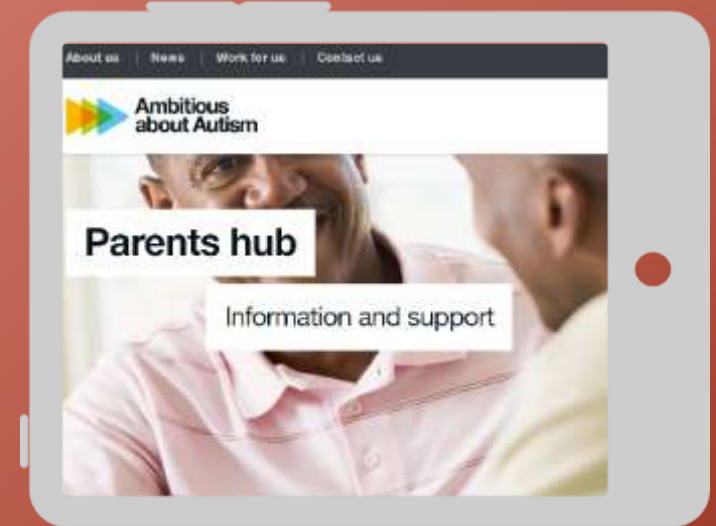 About us | News | Work for us | Contact us
Ambitious
about Autism
Parents hub
Information and support